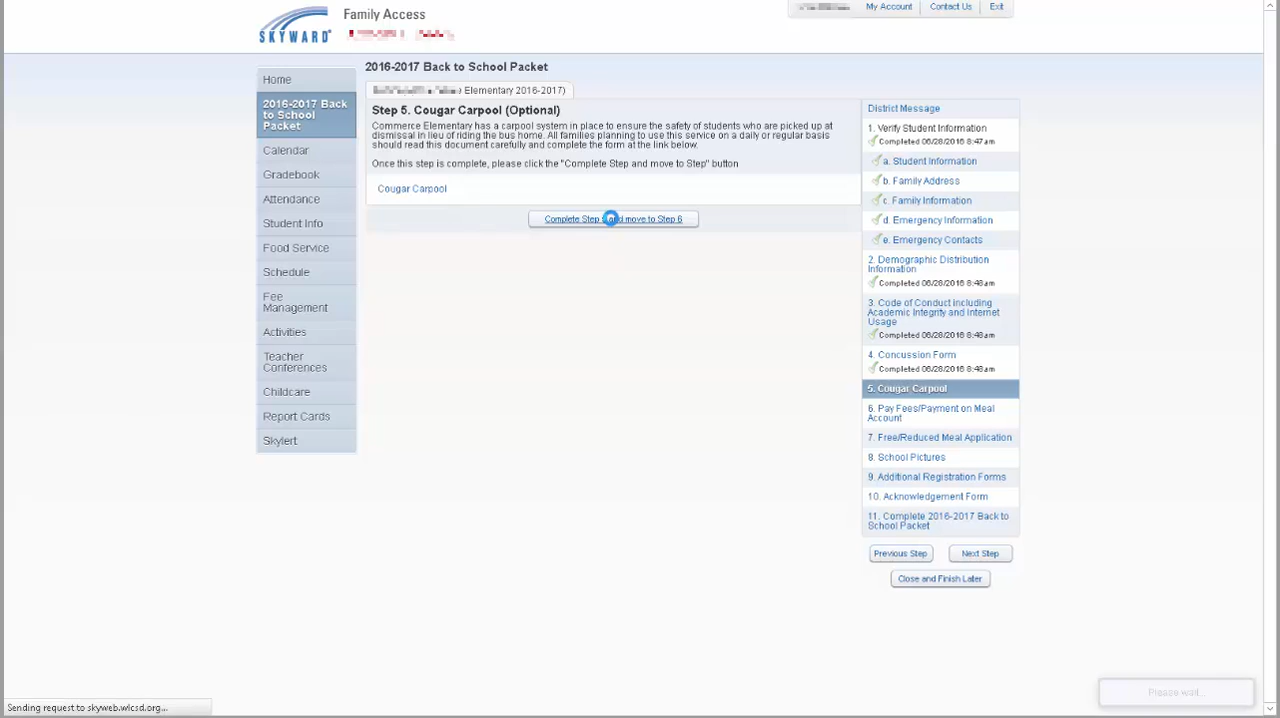 SKYWARD
Family Access
My Account
Contact Us
Exit
2016-2017 Back to School Packet
Elementary 2016-2017)
Step 5. Cougar Carpool (Optional)
Commerce Elementary has a carpool system in place to ensure the safety of students who are picked up at
dismissal in lieu of riding the bus home. All families planning to use this service on a daily or regular basis
should read this document carefully and complete the form at the link below.
Once this step is complete, please click the "Complete Step and move to Step" button
Cougar Carpool
Complete Step and move to Step 6
Home
2016-2017 Back
to School
Packet
Calendar
Gradebook
Attendance
Student Info
Food Service
Schedule
Fee
Management
Activities
Teacher
Conferences
Childcare
Report Cards
Skylert
District Message
1. Verify Student Information
Completed 06/28/2016 8:47am
a. Student Information
b. Family Address
c. Family Information
d. Emergency Information
e. Emergency Contacts
2. Demographic Distribution
Information
Completed 06/28/2016 8:48am
3. Code of Conduct including
Academic Integrity and Internet
Usage
Completed 06/28/2016 8:48am
4. Concussion Form
Completed 06/28/2016 8:48am
5. Cougar Carpool
6. Pay Fees/Payment on Meal
Account
7. Free/Reduced Meal Application
8. School Pictures
9. Additional Registration Forms
10. Acknowledgement Form
11. Complete 2016-2017 Back to
School Packet
Previous Step
Next Step
Close and Finish Later
Please wait...
Sending request to skyweb.wlcsd.org...